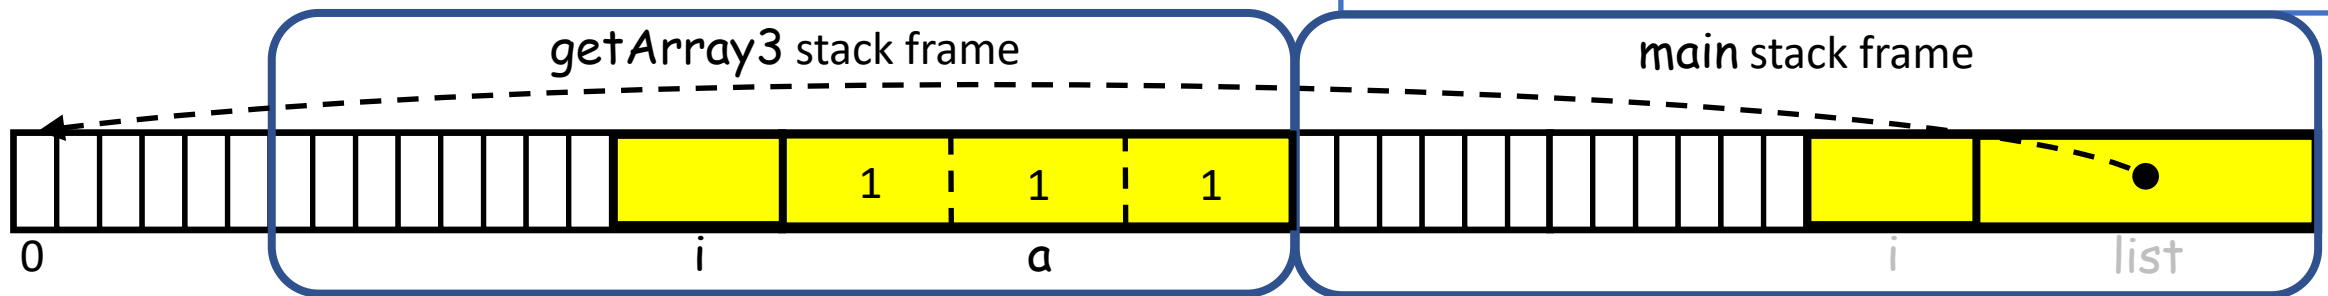 getArray3 stack frame
main stack frame
1 1 1
0 i a i list